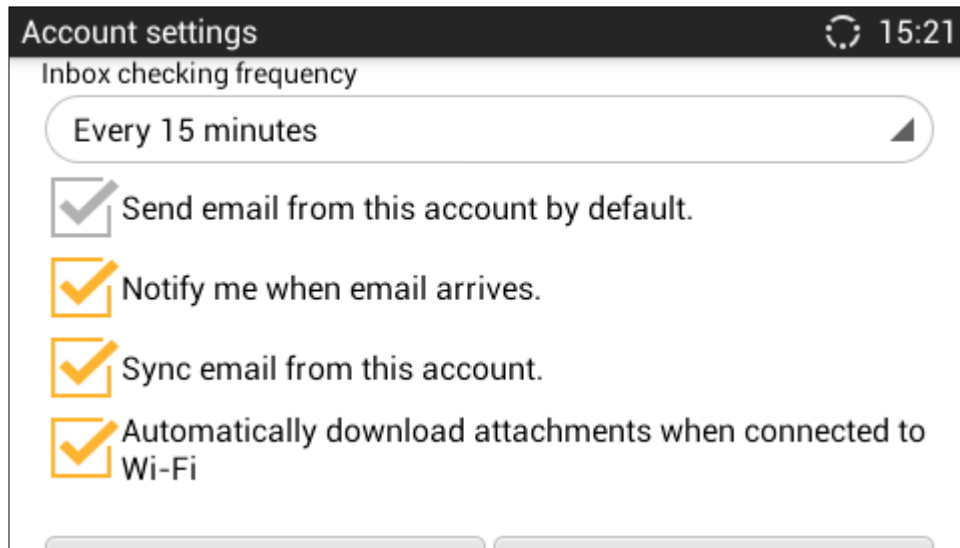 Account settings 15:21
Inbox checking frequency
Every 15 minutes
Send email from this account by default.
Notify me when email arrives.
Sync email from this account.
Automatically download attachments when connected to
Wi-Fi